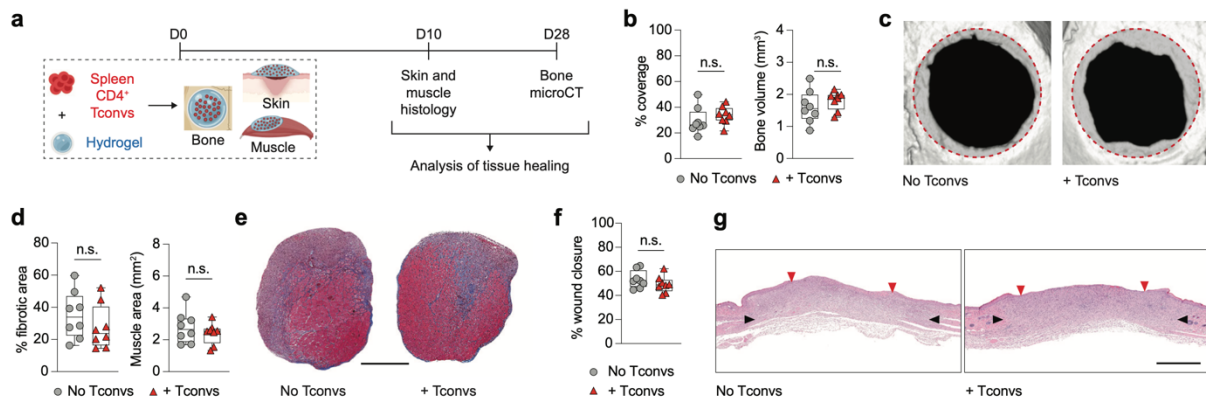 a
D0
D10
D28
Spleen
CD4⁺
Tconvs
+
Hydrogel
Bone
Skin
Muscle
Skin and
muscle
histology
Bone
microCT
Analysis of tissue healing
b
% coverage
100
80
60
40
20
0
n.s.
Bone volume (mm³)
4
3
2
1
0
n.s.
No Tconvs
+ Tconvs
c
No Tconvs
+ Tconvs
d
% fibrotic area
80
60
40
20
0
n.s.
Muscle area (mm²)
8
6
4
2
0
n.s.
No Tconvs
+ Tconvs
e
No Tconvs
+ Tconvs
f
% wound closure
100
80
60
40
20
0
n.s.
No Tconvs
+ Tconvs
g
No Tconvs
+ Tconvs